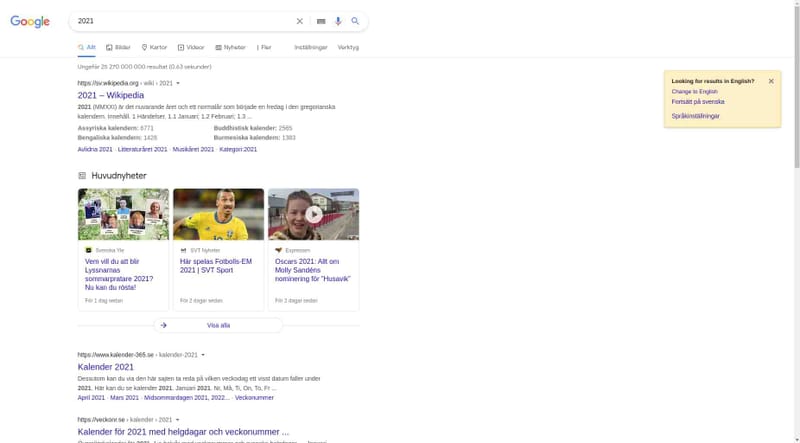 Google
2021
Allt Bilder Kartor Videor Nyheter Fler Inställningar Verktyg
Ungefär 25 270 000 000 resultat (0,63 sekunder)
https://sv.wikipedia.org › wiki › 2021
2021 – Wikipedia
2021 (MMXXI) är det nuvarande året och ett normalår som började en fredag i den gregorianska
kalendern. Innehåll. 1 Händelser. 1.1 Januari; 1.2 Februari; 1.3 ...
Assyriska kalendern: 6771 Buddhistisk kalender: 2565
Bengaliska kalendern: 1428 Burmesiska kalendern: 1383
Avlidna 2021 · Litteraturåret 2021 · Musikåret 2021 · Kategori:2021
Looking for results in English?
Change to English
Fortsätt på svenska
Språkinställningar
Huvudnyheter
Svenska Yle
Vem vill du att blir
Lyssnarnas
sommarpratare 2021?
Nu kan du rösta!
För 1 dag sedan
SVT Nyheter
Här spelas Fotbolls-EM
2021 | SVT Sport
För 2 dagar sedan
Expressen
Oscars 2021: Allt om
Molly Sandéns
nominering för "Husavik"
För 2 dagar sedan
Visa alla
https://www.kalender-365.se › kalender-2021
Kalender 2021
Dessutom kan du via den här sajten ta reda på vilken veckodag ett visst datum faller under
2021. Här kan du se kalender 2021. Januari 2021. Nr, Må, Ti, On, To, Fr ...
April 2021 · Mars 2021 · Midsommardagen 2021, 2022... · Veckonummer
https://veckonr.se › kalender › 2021
Kalender för 2021 med helgdagar och veckonummer ...